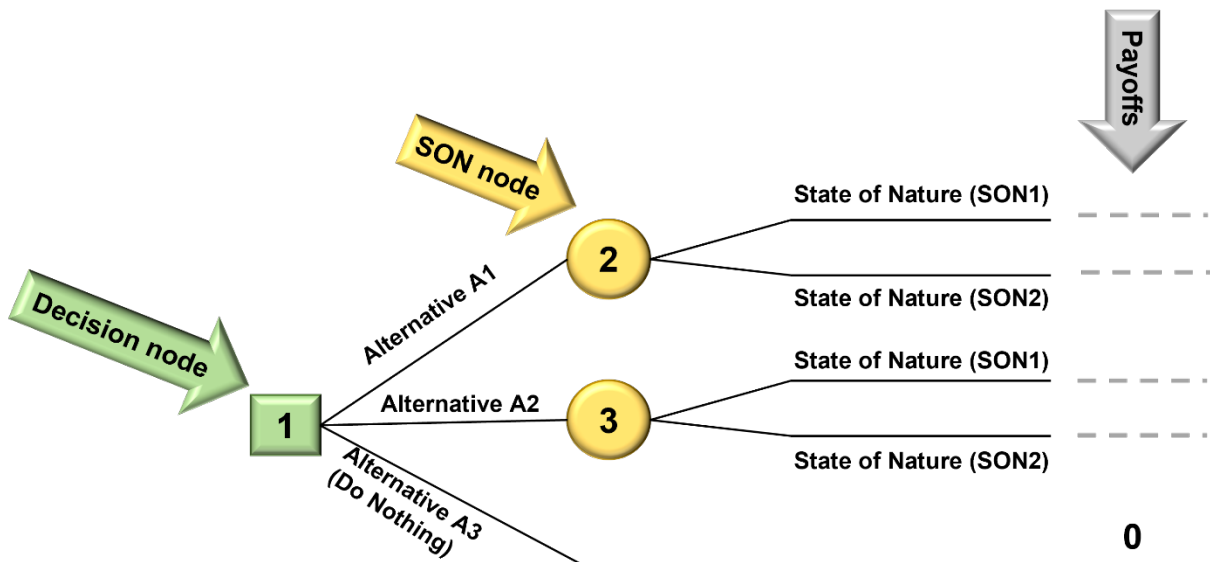 Payoffs
SON node
State of Nature (SON1)
2
State of Nature (SON2)
Decision node
Alternative A1
State of Nature (SON1)
1
Alternative A2
3
State of Nature (SON2)
Alternative A3
(Do Nothing)
0